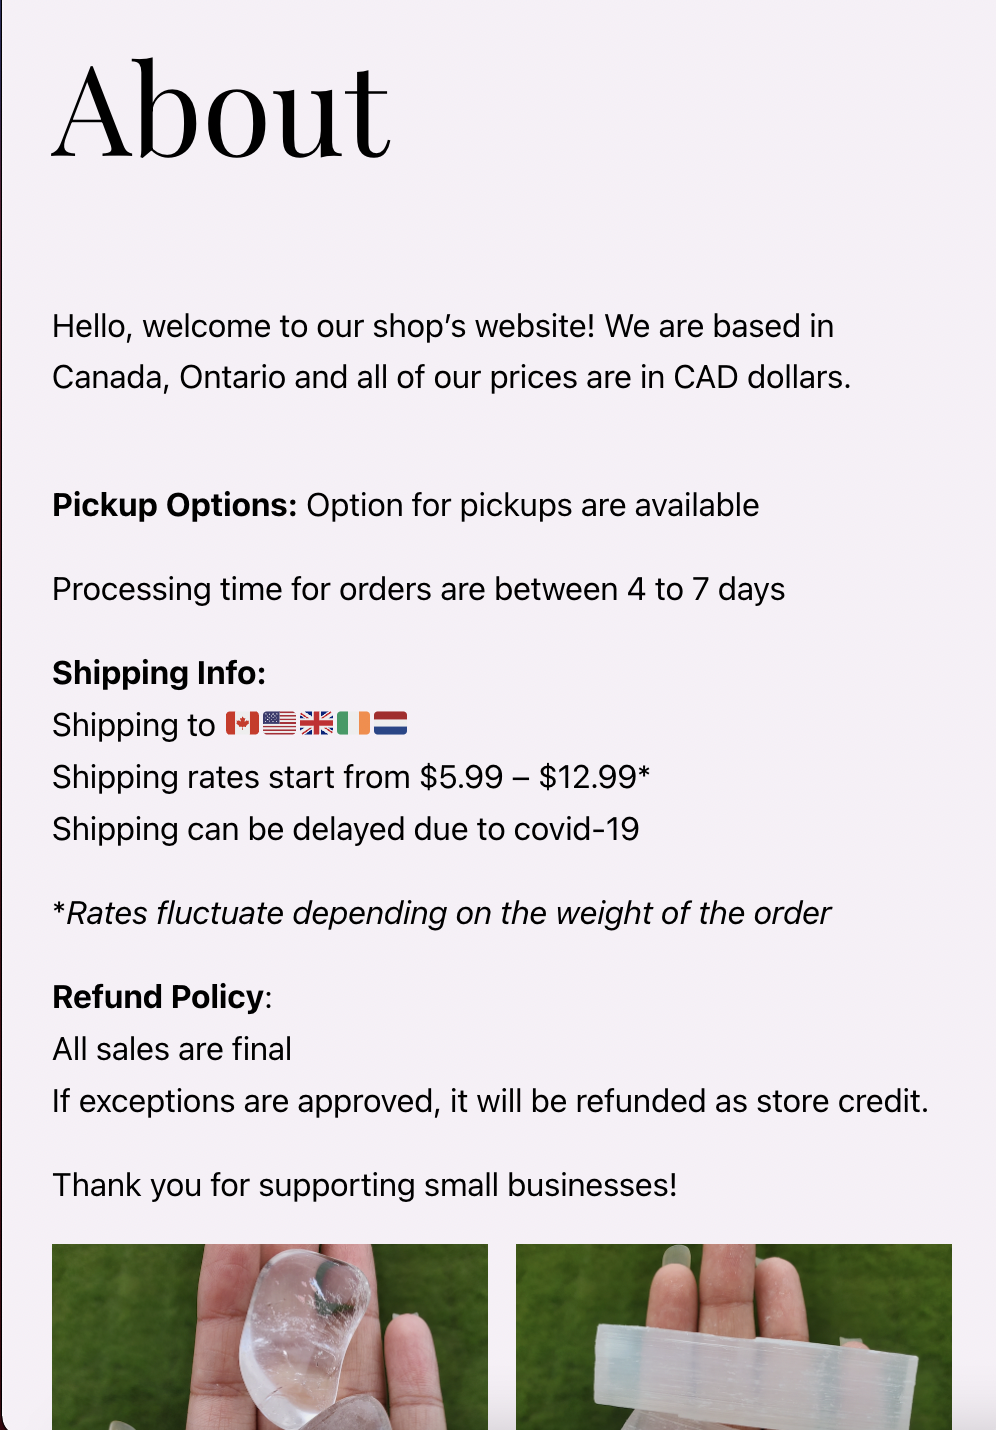 About
Hello, welcome to our shop’s website! We are based in
Canada, Ontario and all of our prices are in CAD dollars.
Pickup Options: Option for pickups are available
Processing time for orders are between 4 to 7 days
Shipping Info:
Shipping to 🇨🇦🇺🇸🇬🇧🇮🇪🇳🇱
Shipping rates start from $5.99 – $12.99*
Shipping can be delayed due to covid-19
*Rates fluctuate depending on the weight of the order
Refund Policy:
All sales are final
If exceptions are approved, it will be refunded as store credit.
Thank you for supporting small businesses!